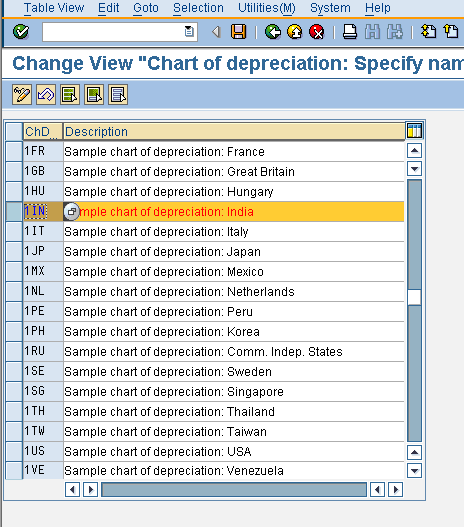 Table View Edit Goto Selection Utilities(M) System Help
Change View "Chart of depreciation: Specify nam
ChD.. Description
1FR Sample chart of depreciation: France
1GB Sample chart of depreciation: Great Britain
1HU Sample chart of depreciation: Hungary
1IN mple chart of depreciation: India
1IT Sample chart of depreciation: Italy
1JP Sample chart of depreciation: Japan
1MX Sample chart of depreciation: Mexico
1NL Sample chart of depreciation: Netherlands
1PE Sample chart of depreciation: Peru
1PH Sample chart of depreciation: Korea
1RU Sample chart of depreciation: Comm. Indep. States
1SE Sample chart of depreciation: Sweden
1SG Sample chart of depreciation: Singapore
1TH Sample chart of depreciation: Thailand
1TW Sample chart of depreciation: Taiwan
1US Sample chart of depreciation: USA
1VE Sample chart of depreciation: Venezuela